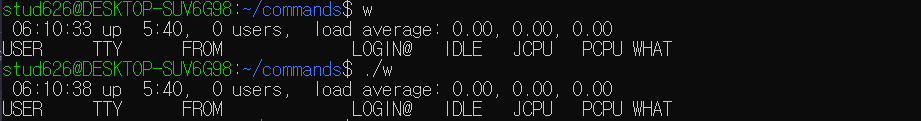 stud626@DESKTOP-SUV6G98:~/commands$ w
 06:10:33 up  5:40,  0 users,  load average: 0.00, 0.00, 0.00
USER     TTY      FROM             LOGIN@   IDLE   JCPU   PCPU WHAT
stud626@DESKTOP-SUV6G98:~/commands$ ./w
 06:10:38 up  5:40,  0 users,  load average: 0.00, 0.00, 0.00
USER     TTY      FROM             LOGIN@   IDLE   JCPU   PCPU WHAT